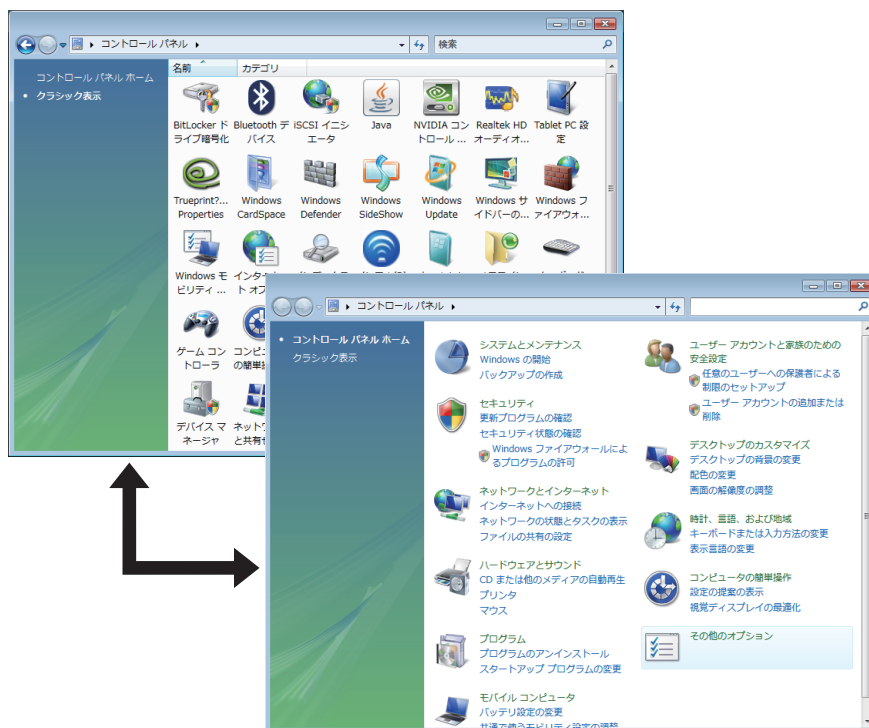 コントロール パネル
検索
コントロール パネル ホーム
クラシック表示
名前
カテゴリ
BitLocker ド
ライブ暗号化
Bluetooth デ
バイス
iSCSI イニシ
エータ
Java
NVIDIA コン
トロール ...
Realtek HD
オーディオ...
Tablet PC 設
定
Trueprint?...
Properties
Windows
CardSpace
Windows
Defender
Windows
SideShow
Windows
Update
Windows サ
イドバーの...
Windows フ
ァイアウォ...
Windows モ
ビリティ ...
ゲーム コン
トローラ
の簡単
デバイス マ
ネージャ
ネットワ
コントロール パネル
コントロール パネル ホーム
クラシック表示
システムとメンテナンス
Windows の開始
バックアップの作成
セキュリティ
更新プログラムの確認
セキュリティ状態の確認
Windows ファイアウォールによ
るプログラムの許可
ネットワークとインターネット
インターネットへの接続
ネットワークの状態とタスクの表示
ファイルの共有の設定
ハードウェアとサウンド
CD または他のメディアの自動再生
プリンタ
マウス
プログラム
プログラムのアンインストール
スタートアップ プログラムの変更
モバイル コンピュータ
バッテリ設定の変更
共通で使うモビリティ設定の調整
ユーザー アカウントと家族のための
安全設定
任意のユーザーへの保護者による
制限のセットアップ
ユーザー アカウントの追加または
削除
デスクトップのカスタマイズ
デスクトップの背景の変更
配色の変更
画面の解像度の調整
時計、言語、および地域
キーボードまたは入力方法の変更
表示言語の変更
コンピュータの簡単操作
設定の提案の表示
視覚ディスプレイの最適化
その他のオプション